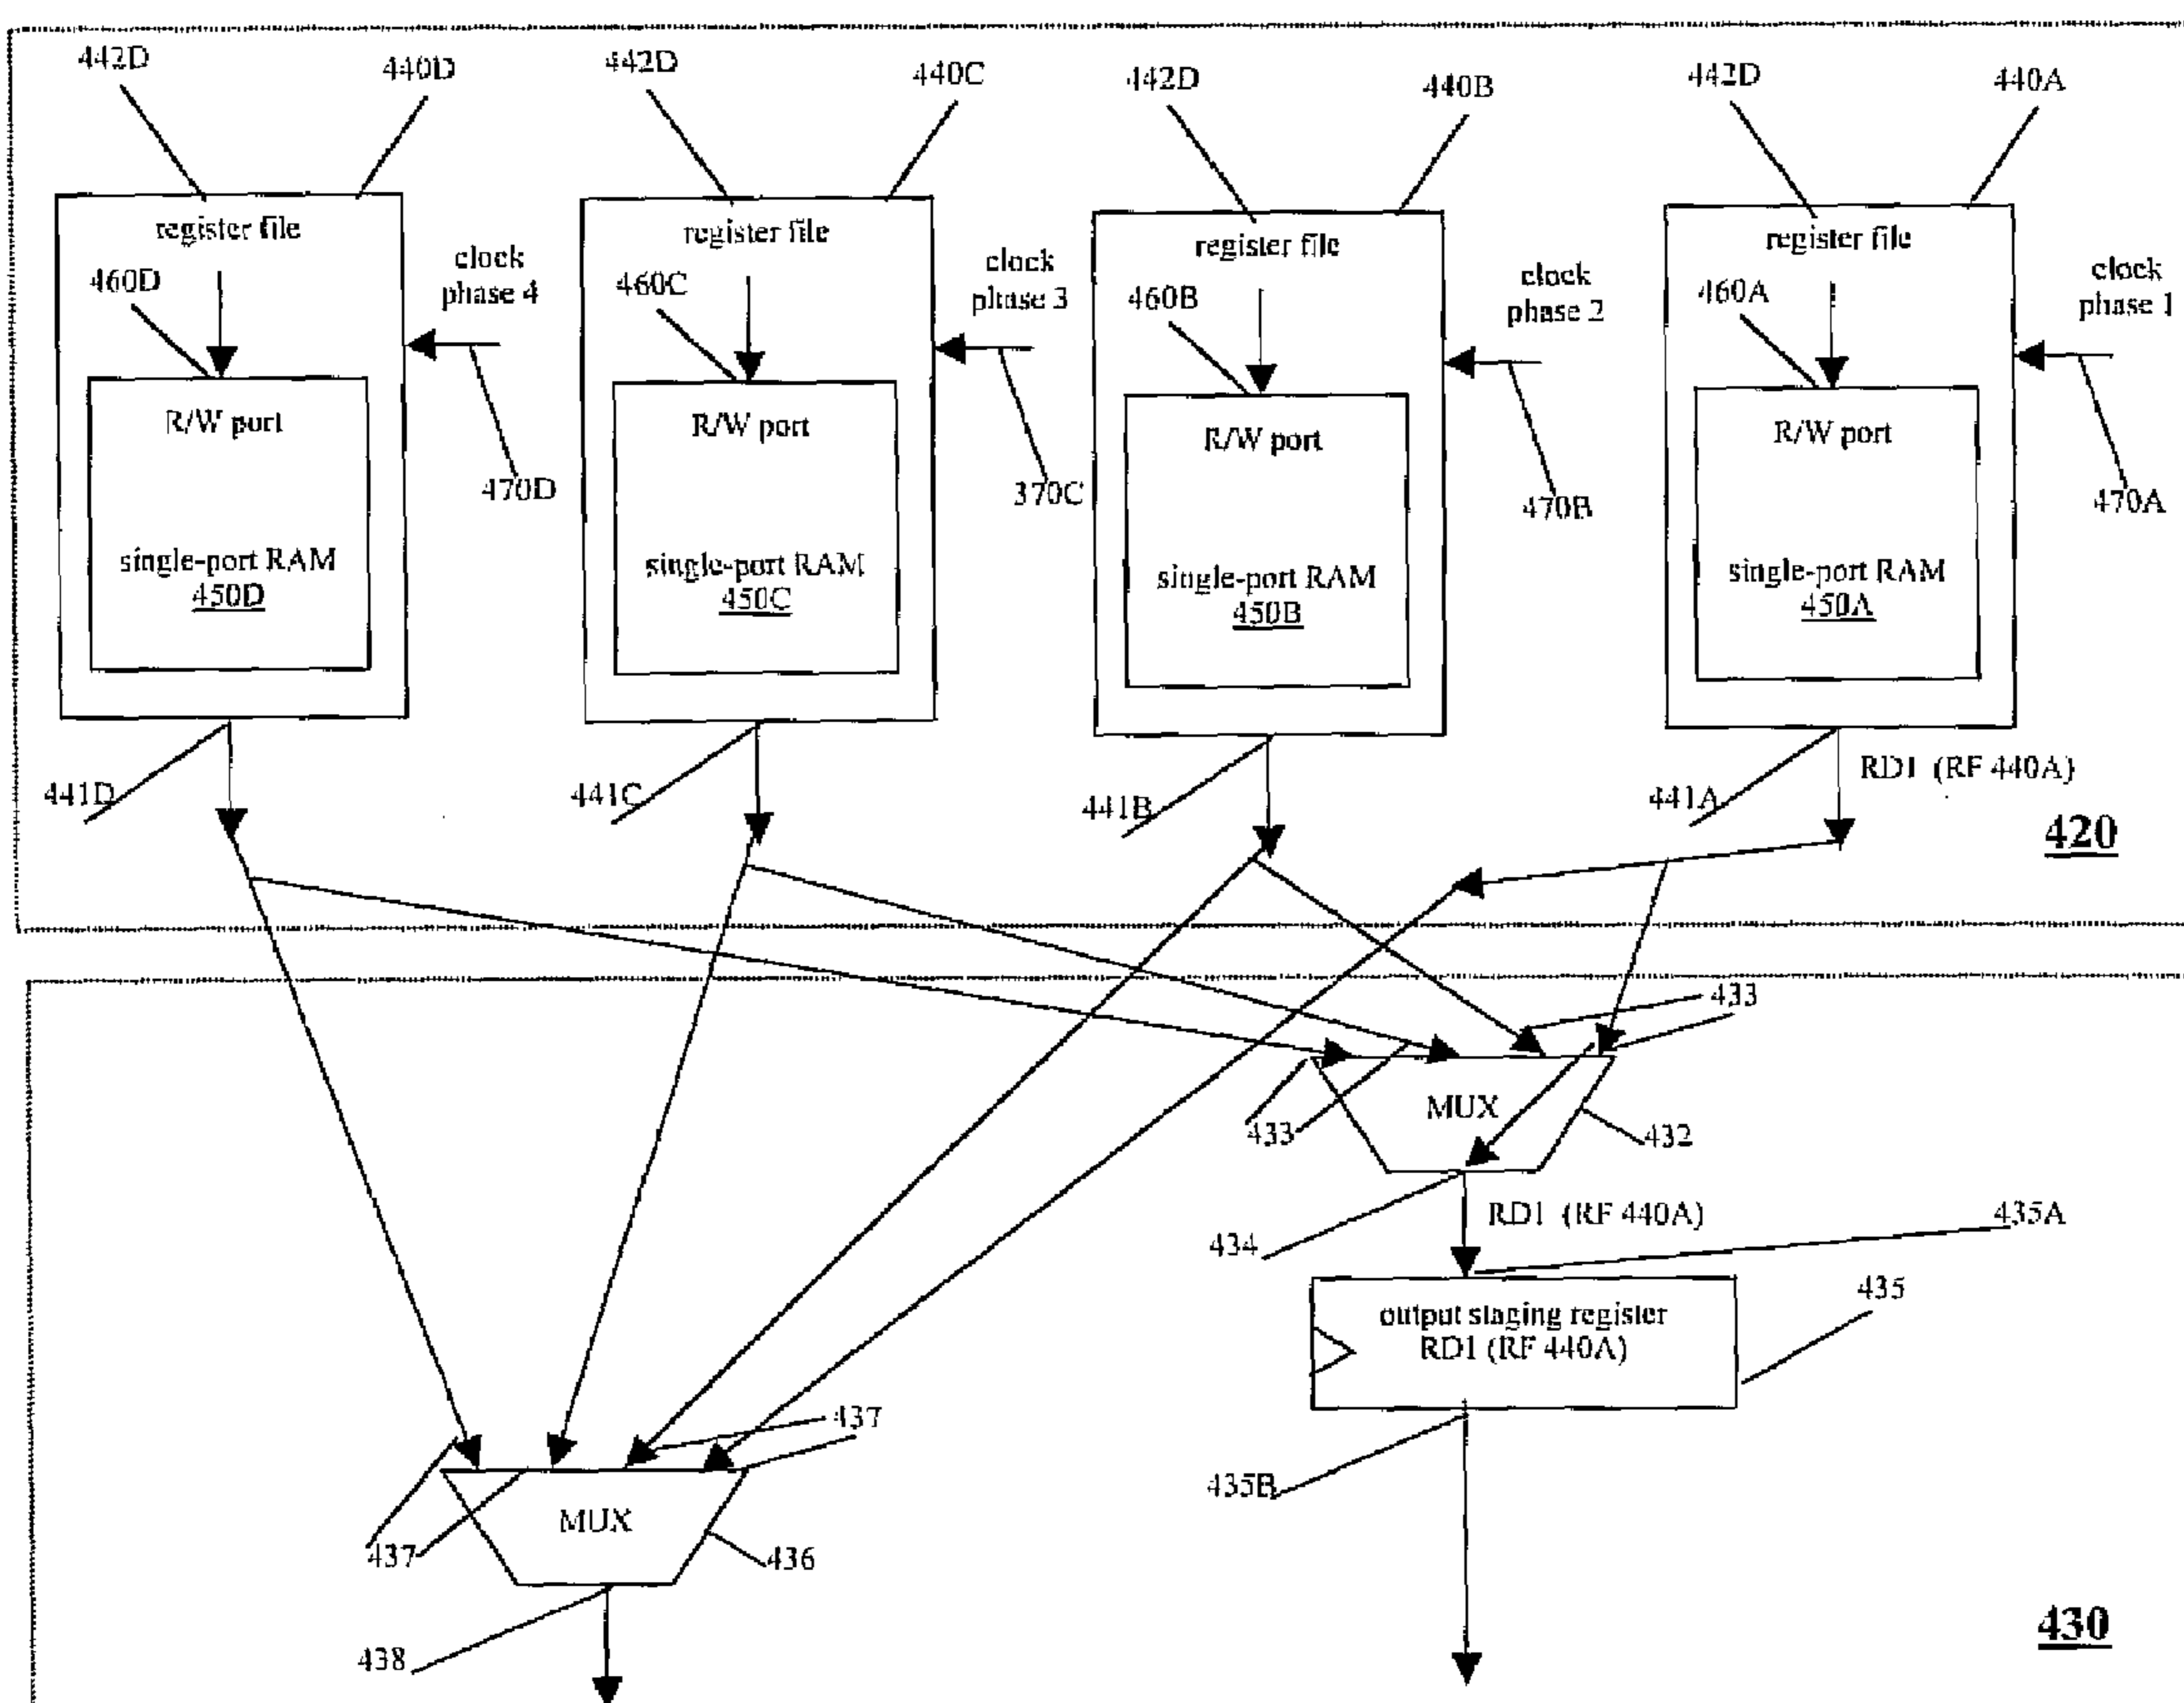 442D 440D 442D 440C 442D 440B 442D 440A
register file
460D
clock
phase 4
470D
R/W port
single-port RAM
450D
register file
460C
clock
phase 3
370C
R/W port
single-port RAM
450C
register file
460B
clock
phase 2
470B
R/W port
single-port RAM
450B
register file
460A
clock
phase 1
470A
R/W port
single-port RAM
450A
441D
441C
441B
441A
RD1 (RF 440A)
420
433
MUX
433
432
RD1 (RF 440A)
434
435A
output staging register
RD1 (RF 440A)
435
437
435B
MUX
437
436
438
430